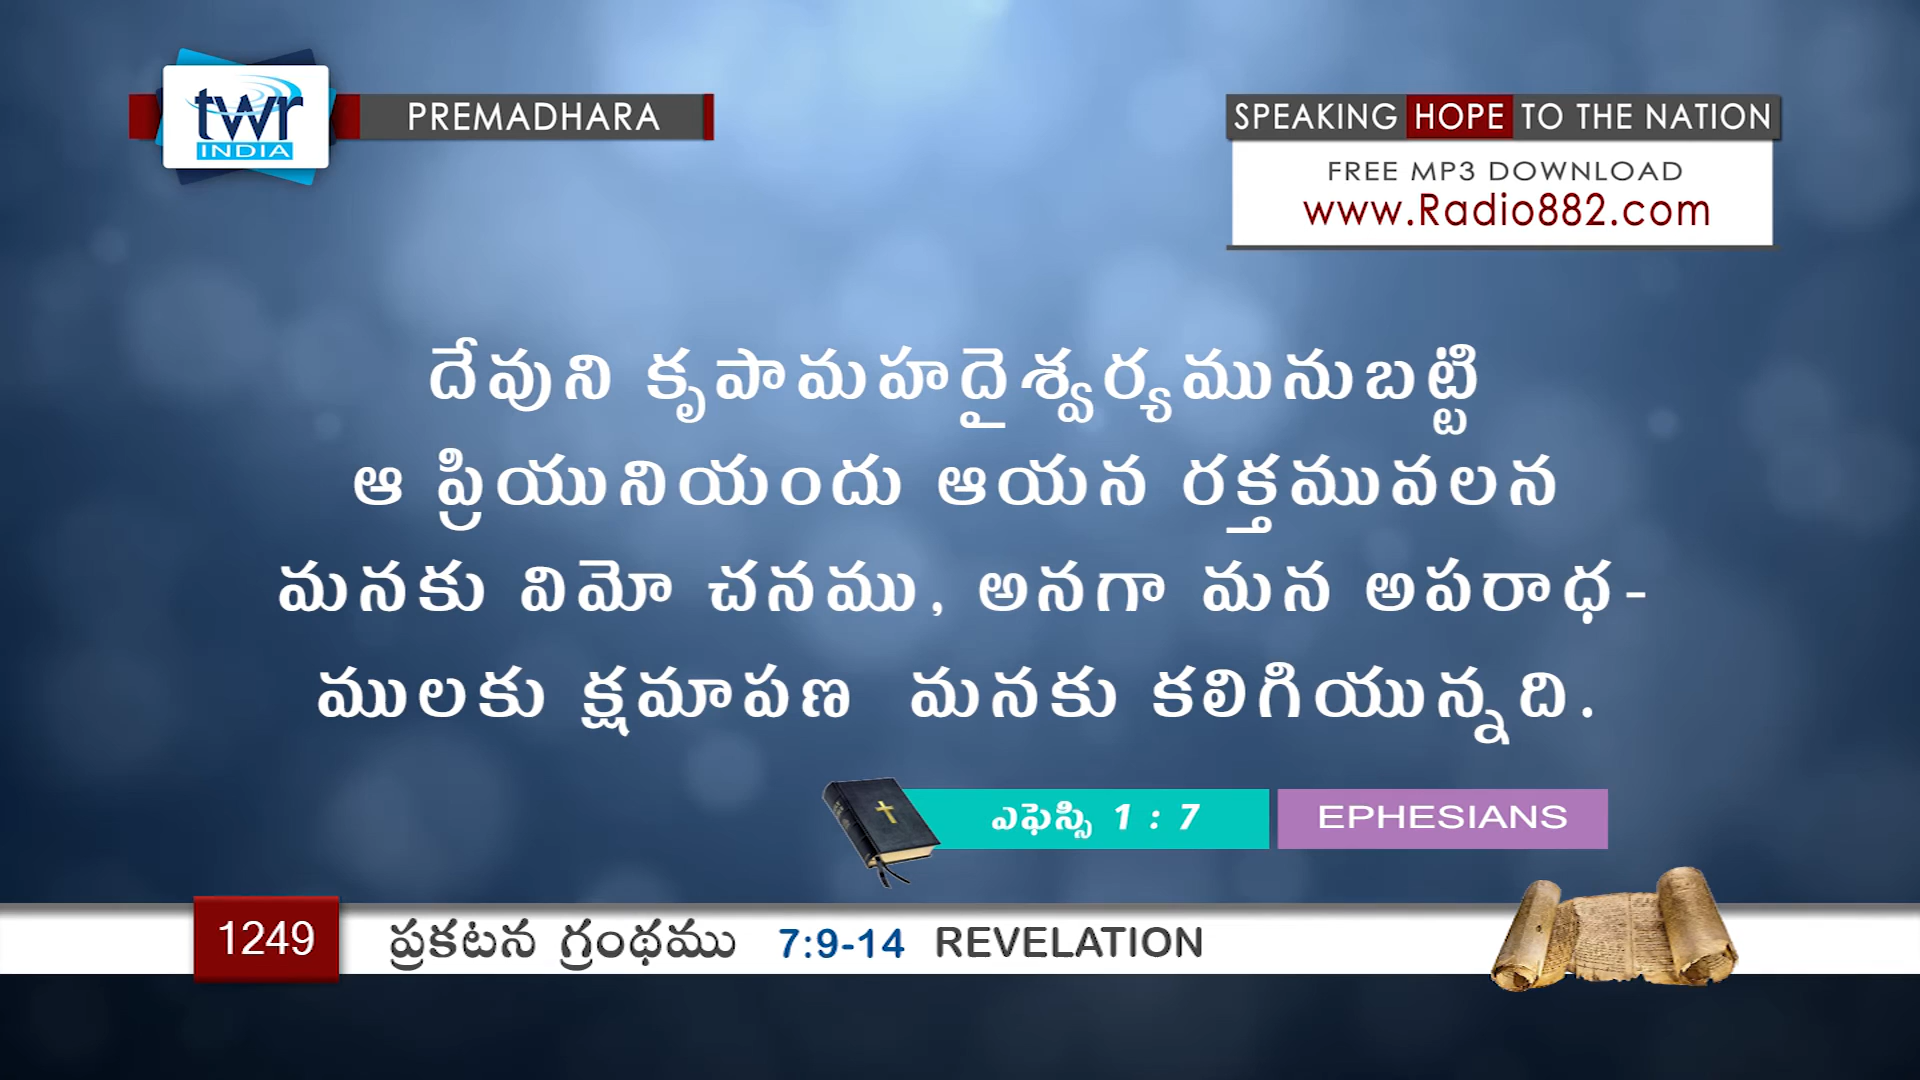 twr
INDIA
PREMADHARA
SPEAKING HOPE TO THE NATION
FREE MP3 DOWNLOAD
www.Radio882.com
దేవుని కృపామహదైశ్వర్యమునుబట్టి
ఆ ప్రియునియందు ఆయన రక్తమువలన
మనకు విమో చనము, అనగా మన అపరాధ-
ములకు క్షమాపణ మనకు కలిగియున్నది.
ఎఫెస్సి 1 : 7 EPHESIANS
1249 ప్రకటన గ్రంథము 7:9-14 REVELATION